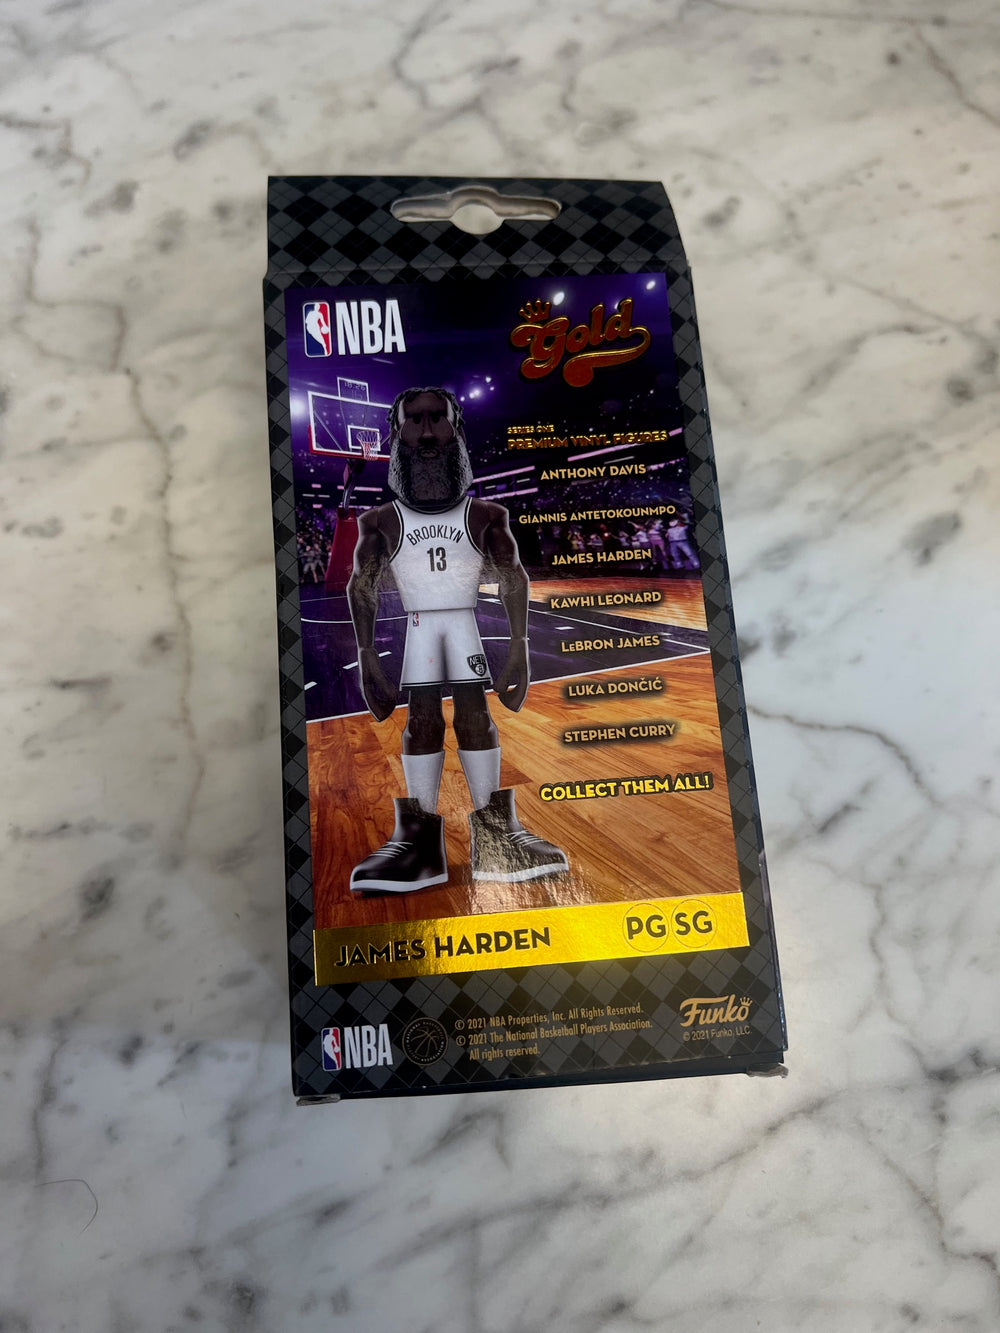 NBA
Gold
SERIES ONE
PREMIUM VINYL FIGURES
ANTHONY DAVIS
GIANNIS ANTETOKOUNMPO
JAMES HARDEN
KAWHI LEONARD
LEBRON JAMES
LUKA DONČIĆ
STEPHEN CURRY
COLLECT THEM ALL!
BROOKLYN
13
NETS
JAMES HARDEN
PG SG
NBA
© 2021 NBA Properties, Inc. All Rights Reserved.
© 2021 The National Basketball Players Association.
All rights reserved.
Funko
© 2021 Funko, LLC.